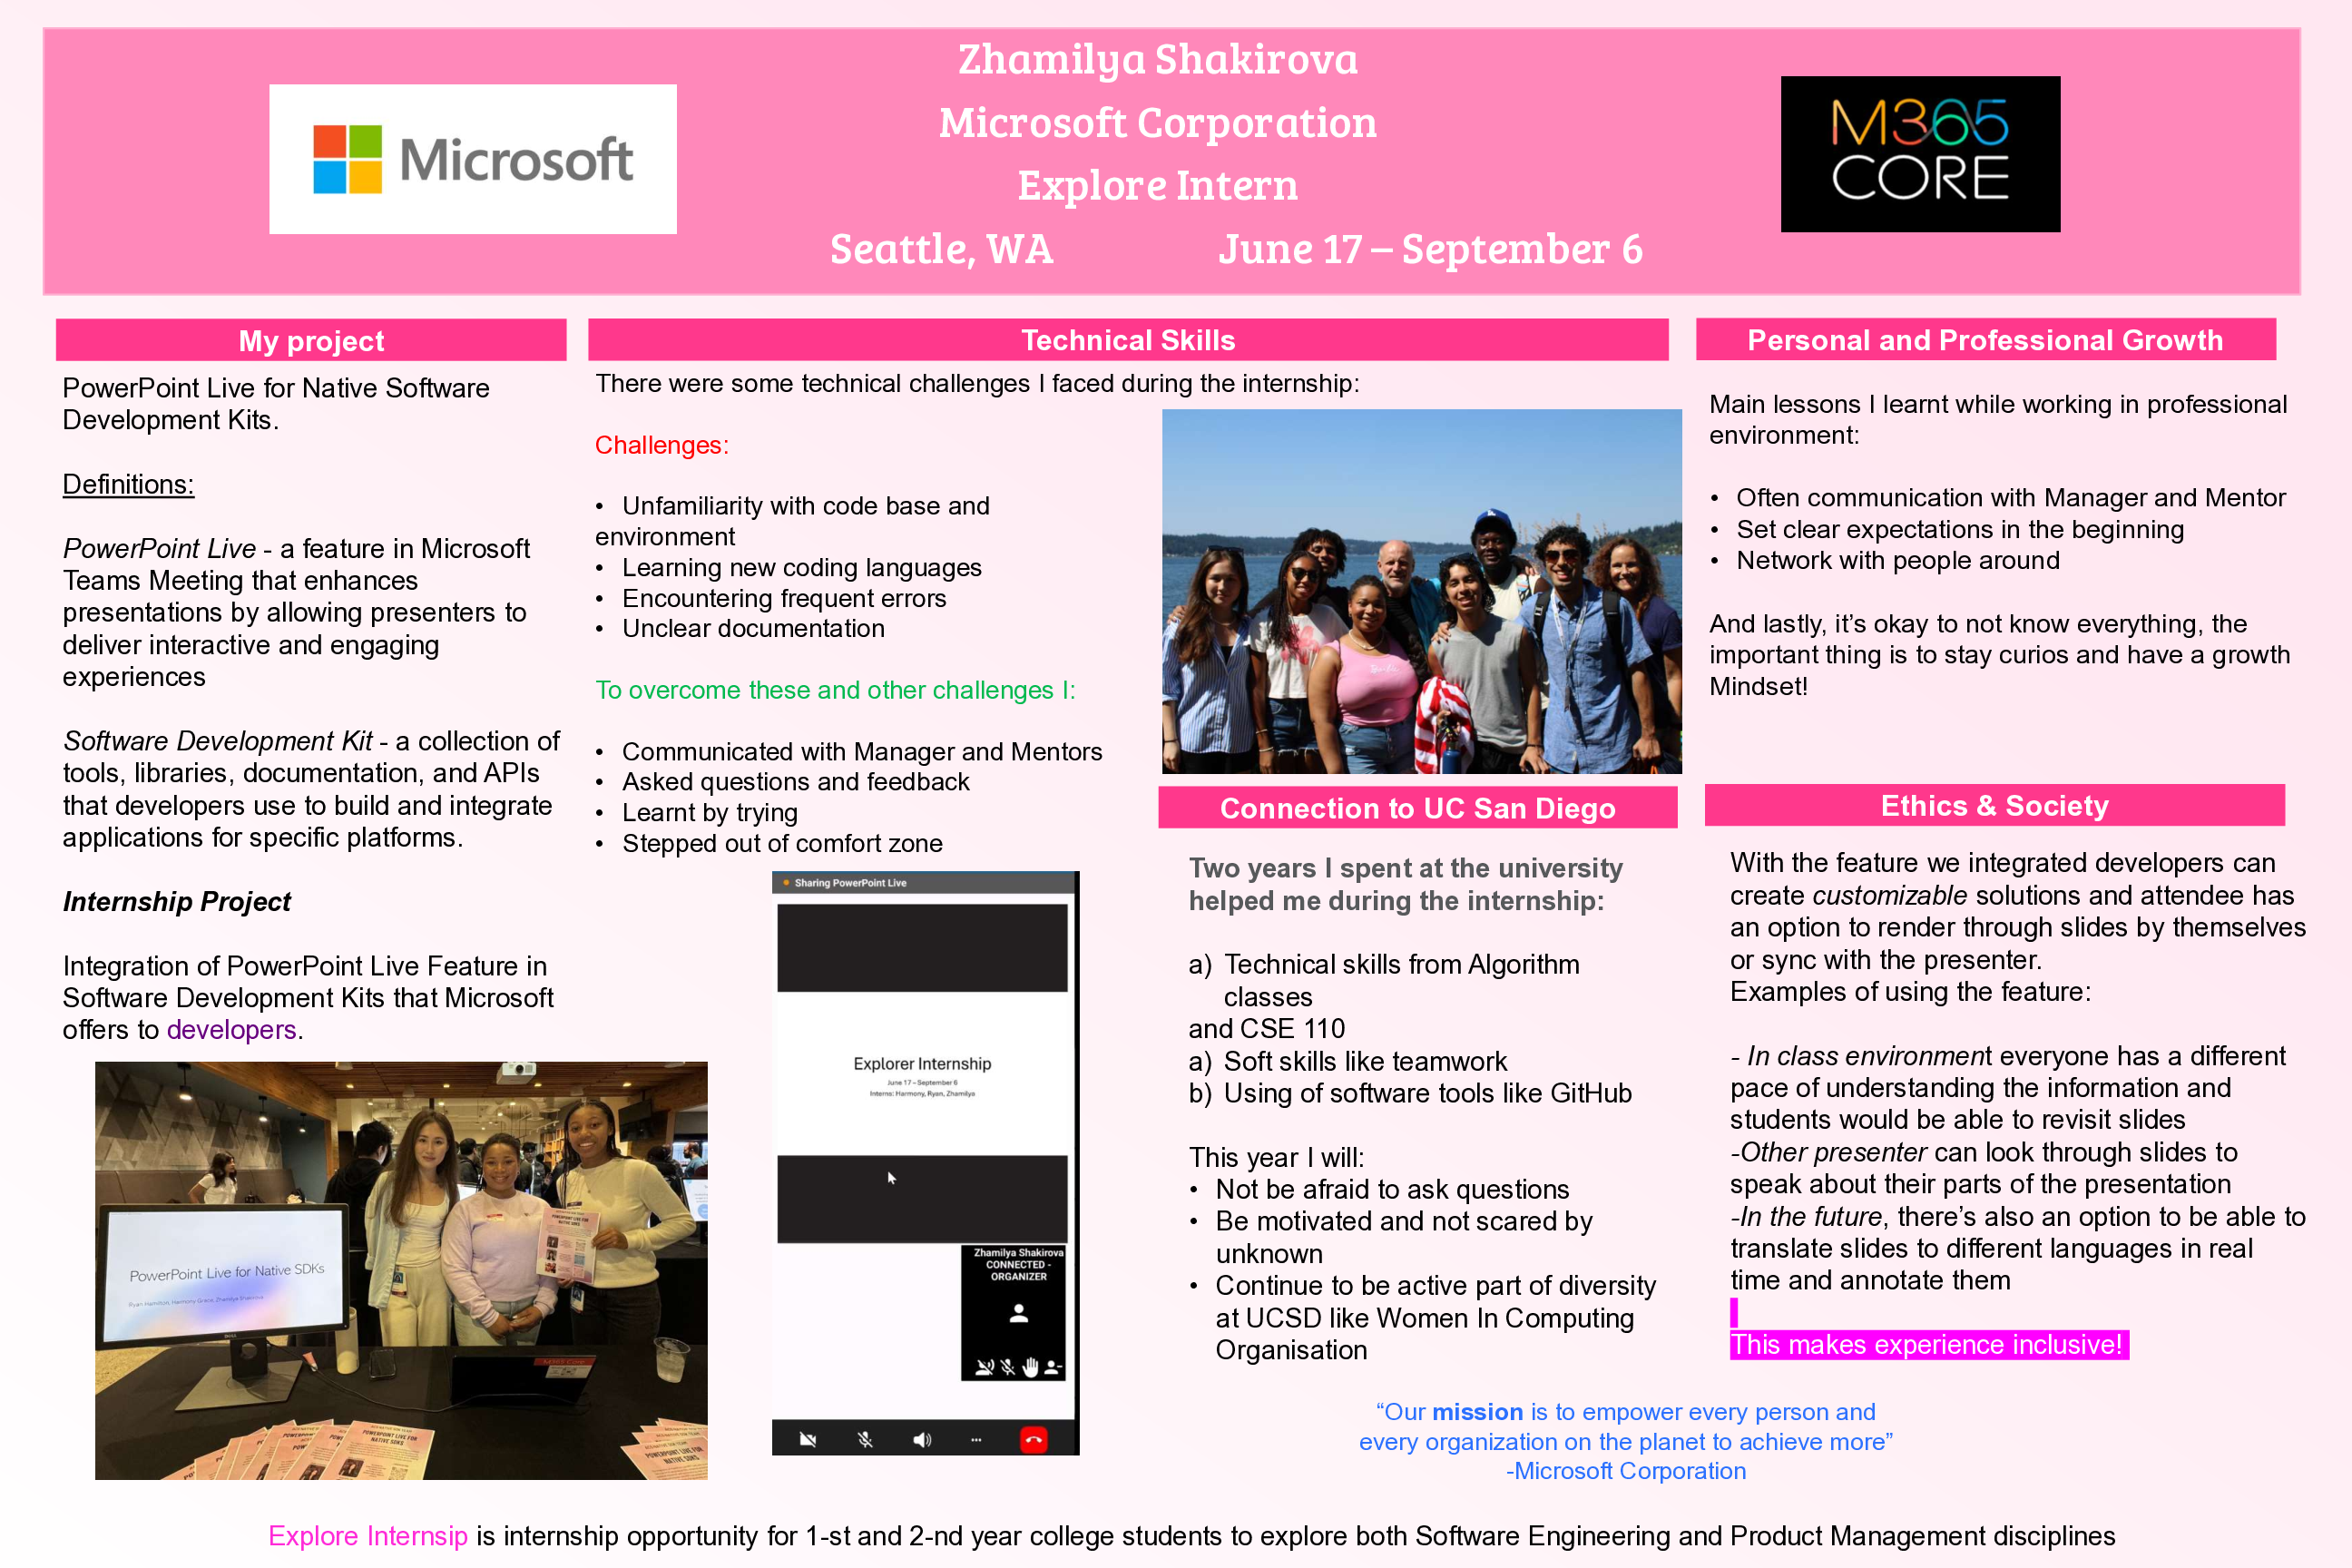 Zhamilya Shakirova
Microsoft Corporation
Explore Intern
Seattle, WA June 17 – September 6
Microsoft
M365
CORE
My project
PowerPoint Live for Native Software
Development Kits.
Definitions:
PowerPoint Live - a feature in Microsoft
Teams Meeting that enhances
presentations by allowing presenters to
deliver interactive and engaging
experiences
Software Development Kit - a collection of
tools, libraries, documentation, and APIs
that developers use to build and integrate
applications for specific platforms.
Internship Project
Integration of PowerPoint Live Feature in
Software Development Kits that Microsoft
offers to developers.
PowerPoint Live for Native SDKs
Ryan Hamilton, Harmony Grace, Zhamilya Shakirova
DELL
M365 Core
POWERPOINT LIVE FOR
NATIVE SDKS
POWERPOINT LIVE FOR
NATIVE SDKS
Technical Skills
There were some technical challenges I faced during the internship:
Challenges:
• Unfamiliarity with code base and
environment
• Learning new coding languages
• Encountering frequent errors
• Unclear documentation
To overcome these and other challenges I:
• Communicated with Manager and Mentors
• Asked questions and feedback
• Learnt by trying
• Stepped out of comfort zone
Sharing PowerPoint Live
Explorer Internship
June 17 – September 6
Interns: Harmony, Ryan, Zhamilya
Zhamilya Shakirova
CONNECTED -
ORGANIZER
Connection to UC San Diego
Two years I spent at the university
helped me during the internship:
a) Technical skills from Algorithm
classes
and CSE 110
a) Soft skills like teamwork
b) Using of software tools like GitHub
This year I will:
• Not be afraid to ask questions
• Be motivated and not scared by
unknown
• Continue to be active part of diversity
at UCSD like Women In Computing
Organisation
Personal and Professional Growth
Main lessons I learnt while working in professional
environment:
• Often communication with Manager and Mentor
• Set clear expectations in the beginning
• Network with people around
And lastly, it’s okay to not know everything, the
important thing is to stay curios and have a growth
Mindset!
Ethics & Society
With the feature we integrated developers can
create customizable solutions and attendee has
an option to render through slides by themselves
or sync with the presenter.
Examples of using the feature:
- In class environment everyone has a different
pace of understanding the information and
students would be able to revisit slides
-Other presenter can look through slides to
speak about their parts of the presentation
-In the future, there’s also an option to be able to
translate slides to different languages in real
time and annotate them
This makes experience inclusive!
“Our mission is to empower every person and
every organization on the planet to achieve more”
-Microsoft Corporation
Explore Internsip is internship opportunity for 1-st and 2-nd year college students to explore both Software Engineering and Product Management disciplines